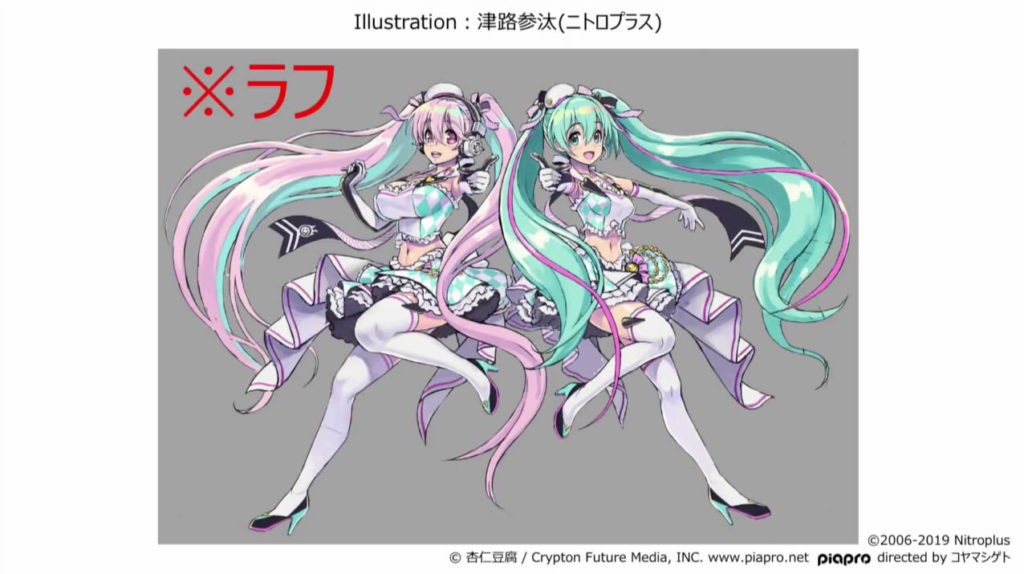 Illustration : 津路参汰(ニトロプラス)
※ラフ
©2006-2019 Nitroplus
© 杏仁豆腐 / Crypton Future Media, INC. www.piapro.net piapro directed by コヤマシゲト